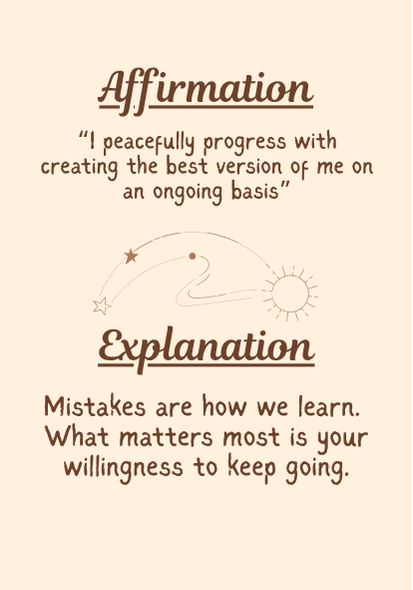 Affirmation
“I peacefully progress with
creating the best version of me on
an ongoing basis”
Explanation
Mistakes are how we learn.
What matters most is your
willingness to keep going.